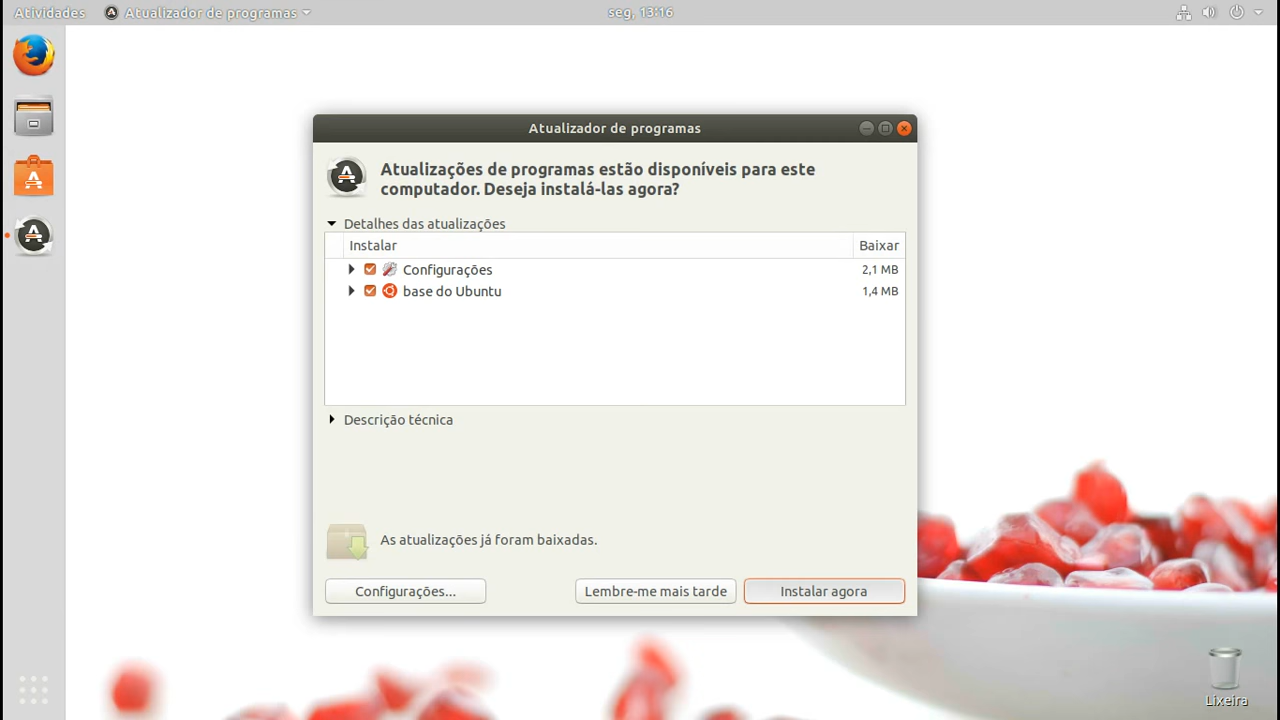 Atividades
Atualizador de programas
seg, 13:16
Atualizador de programas
Atualizações de programas estão disponíveis para este
computador. Deseja instalá-las agora?
Detalhes das atualizações
Instalar
Baixar
Configurações
2,1 MB
base do Ubuntu
1,4 MB
Descrição técnica
As atualizações já foram baixadas.
Configurações...
Lembre-me mais tarde
Instalar agora
Lixeira